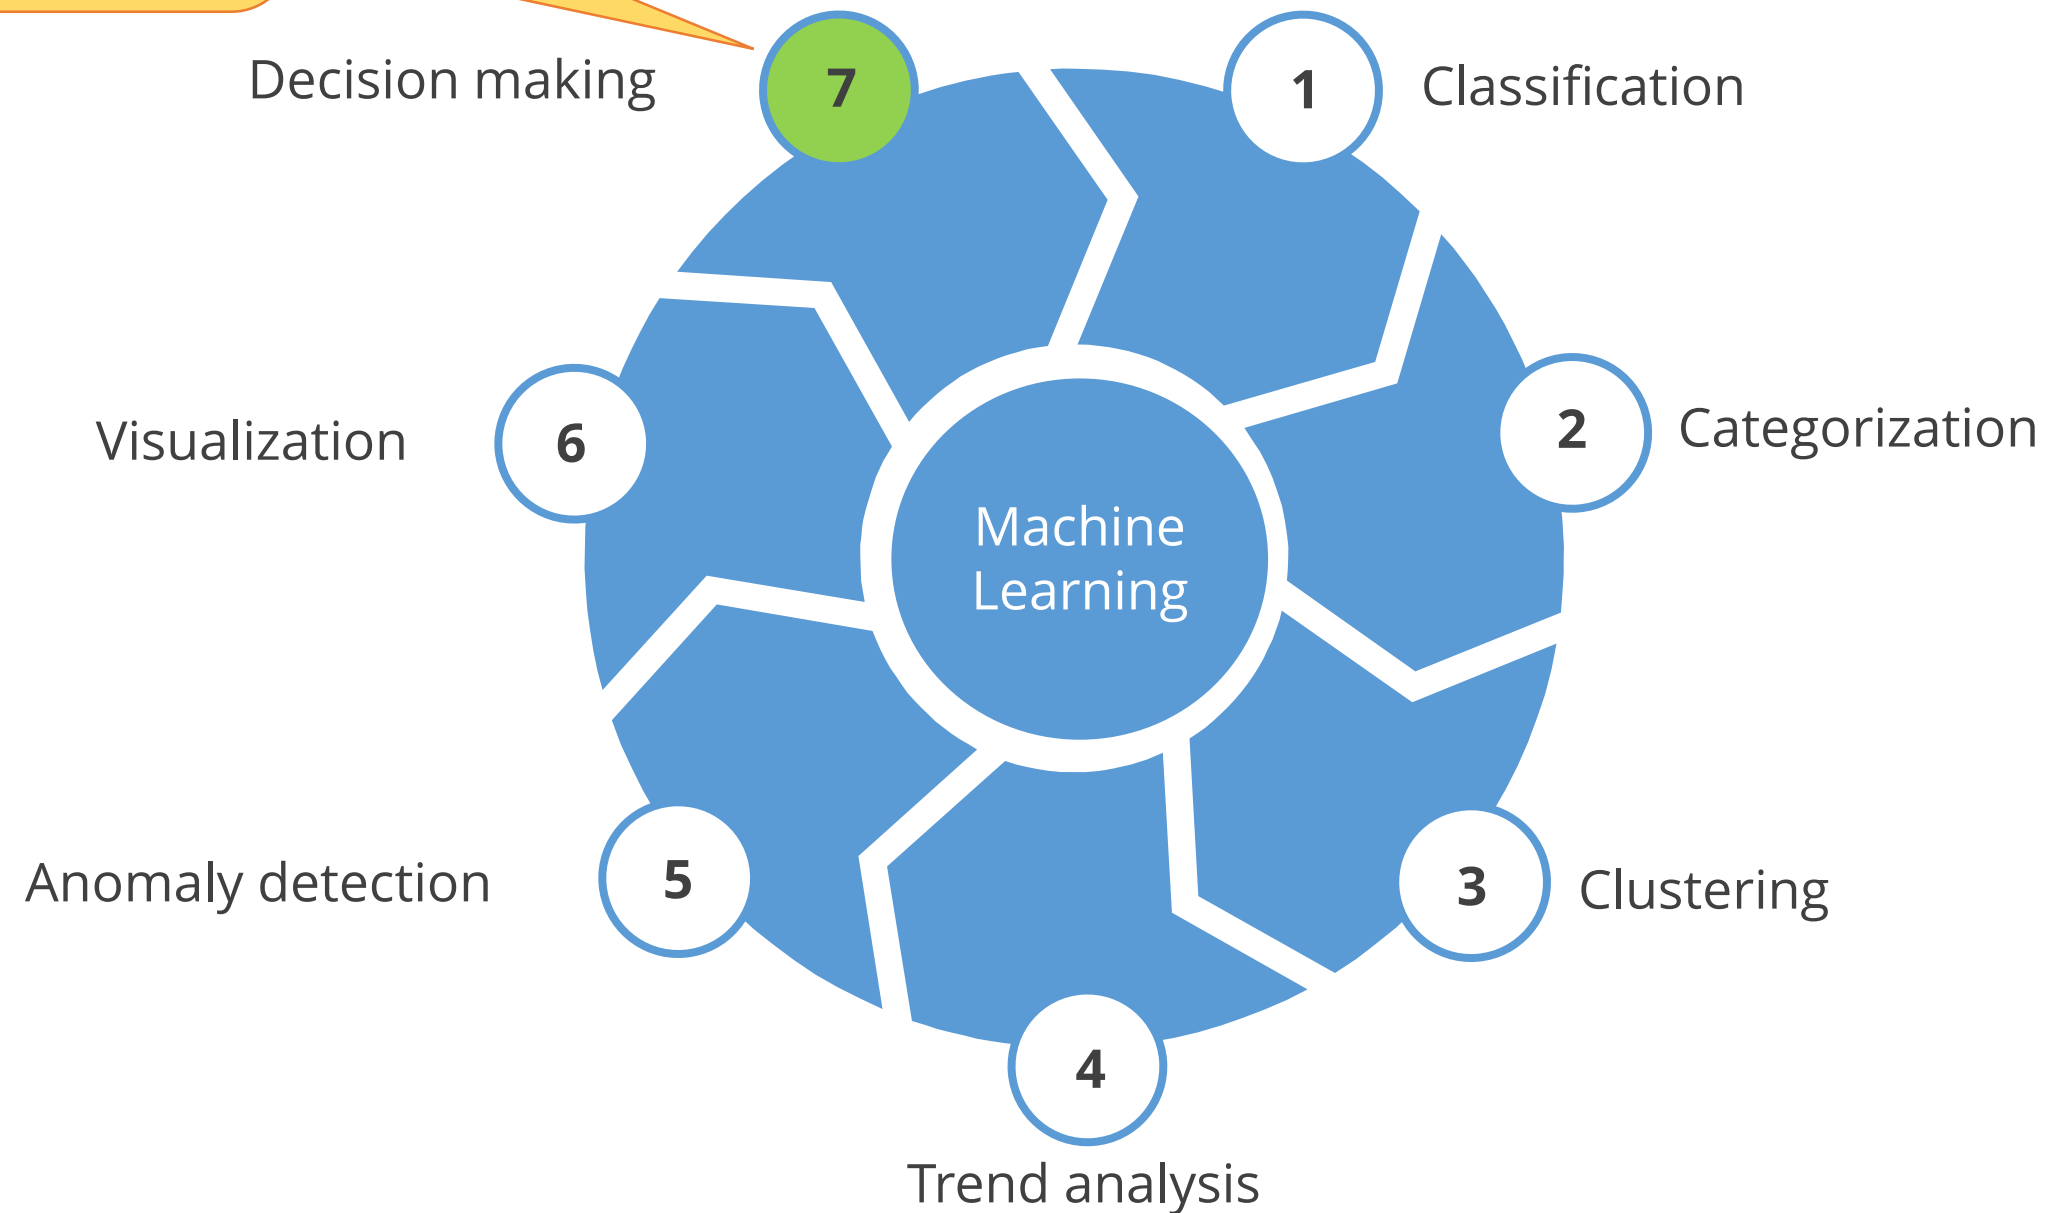 Decision making
7
1
Classification
Visualization
6
2
Categorization
Machine
Learning
Anomaly detection
5
3
Clustering
4
Trend analysis